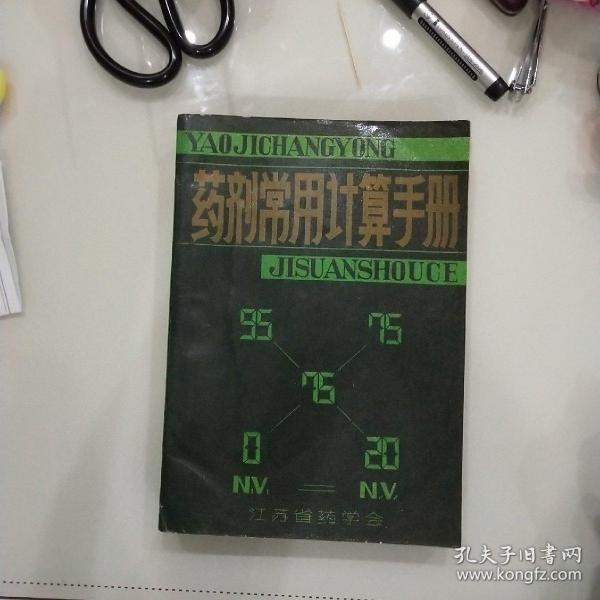 YAOJICHANGYONG
药剂常用计算手册
JISUANSHOUCE
95 75
75
0 20
N.V. = N.V.
江苏省药学会
孔夫子旧书网
www.kongfz.com